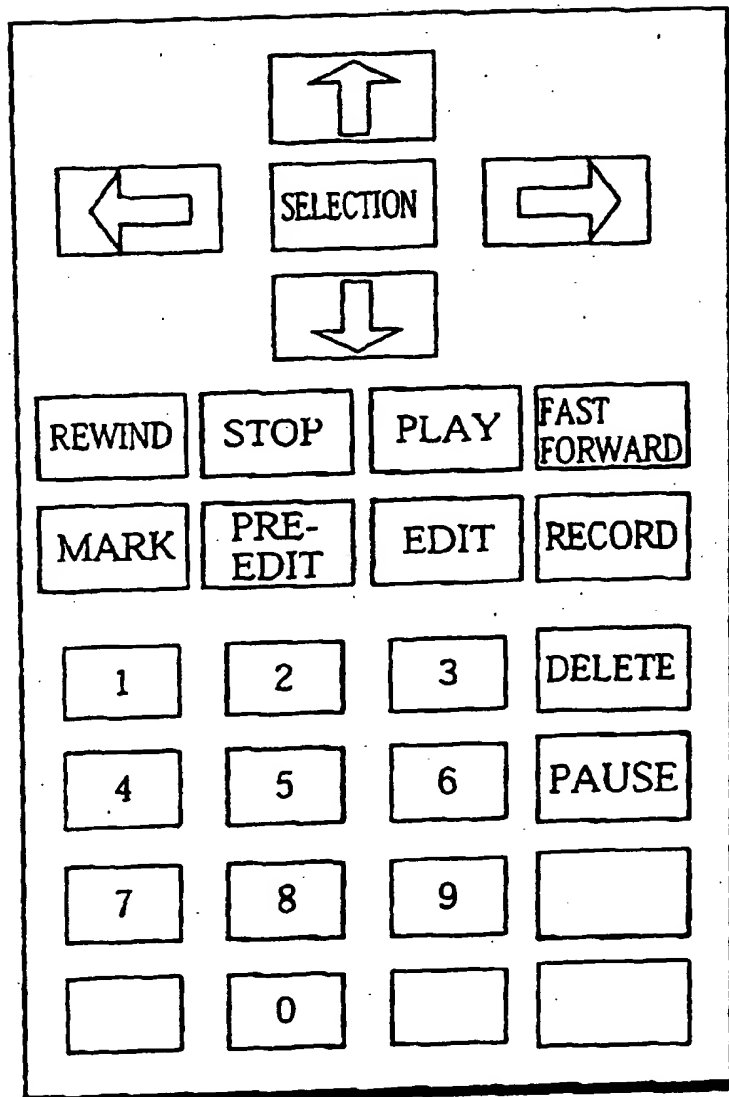 SELECTION
REWIND STOP PLAY FAST FORWARD
MARK PRE-EDIT EDIT RECORD
1 2 3 DELETE
4 5 6 PAUSE
7 8 9
0